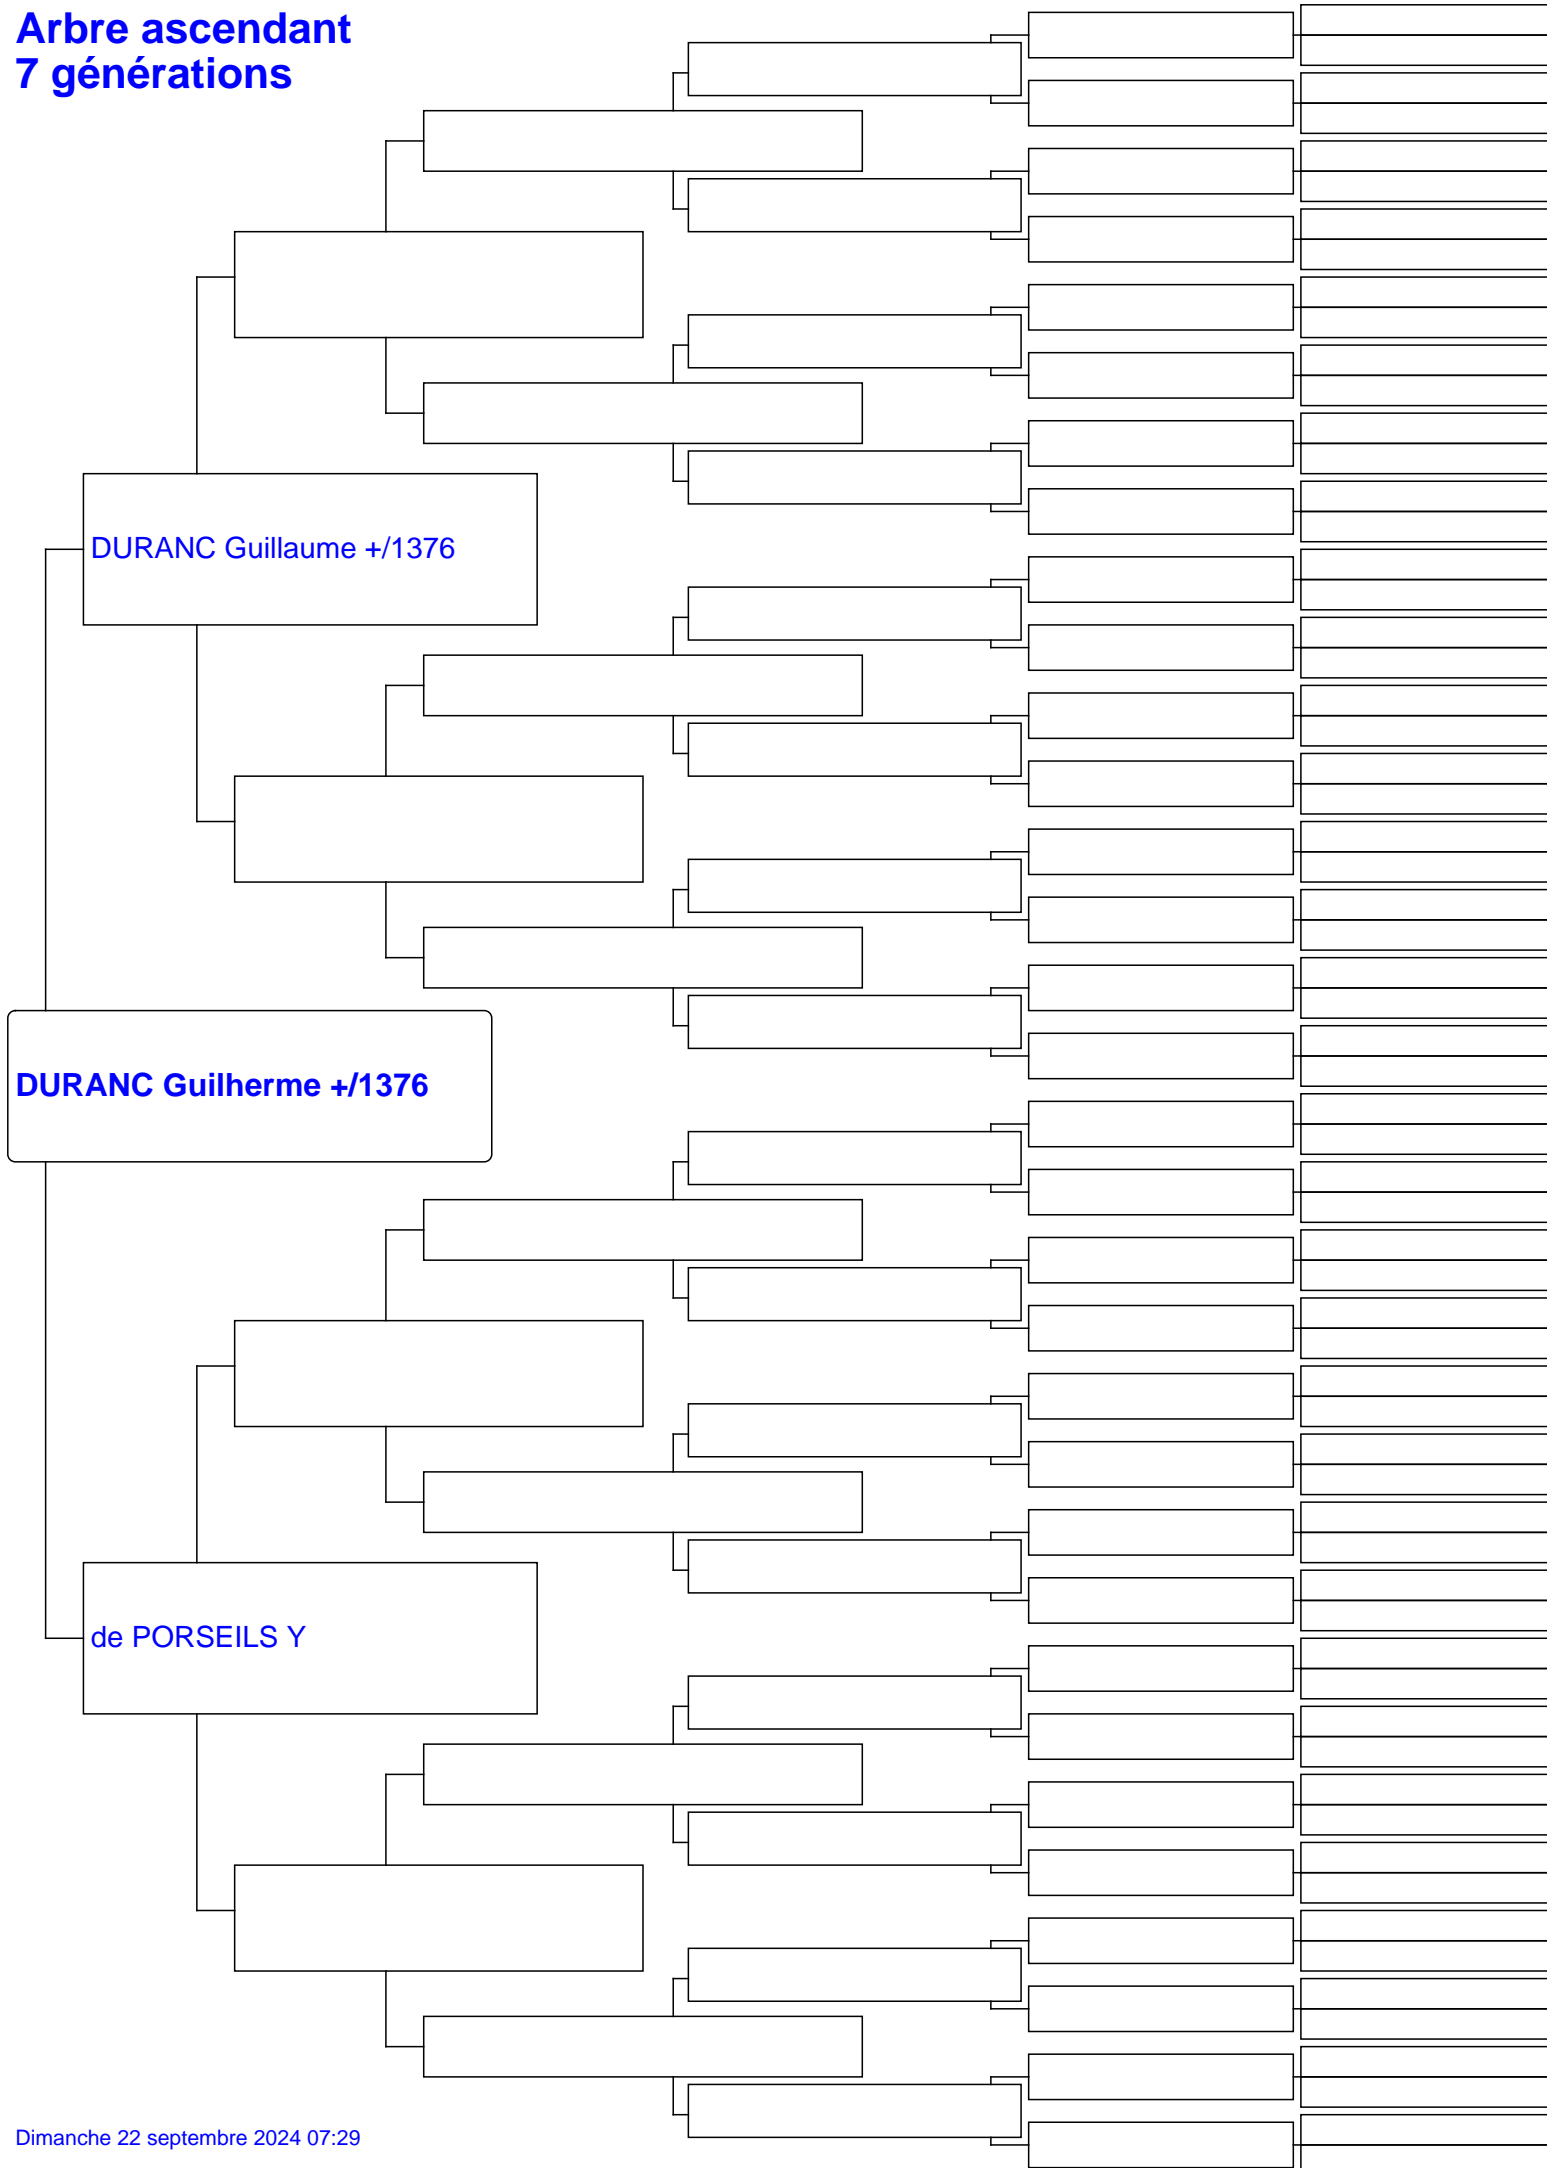 Arbre ascendant
7 générations
DURANC Guillaume +/1376
DURANC Guilherme +/1376
de PORSEILS Y
Dimanche 22 septembre 2024 07:29